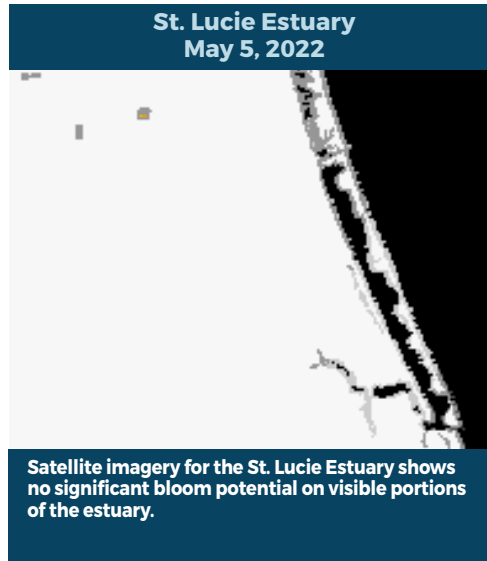 St. Lucie Estuary
May 5, 2022
Satellite imagery for the St. Lucie Estuary shows
no significant bloom potential on visible portions
of the estuary.